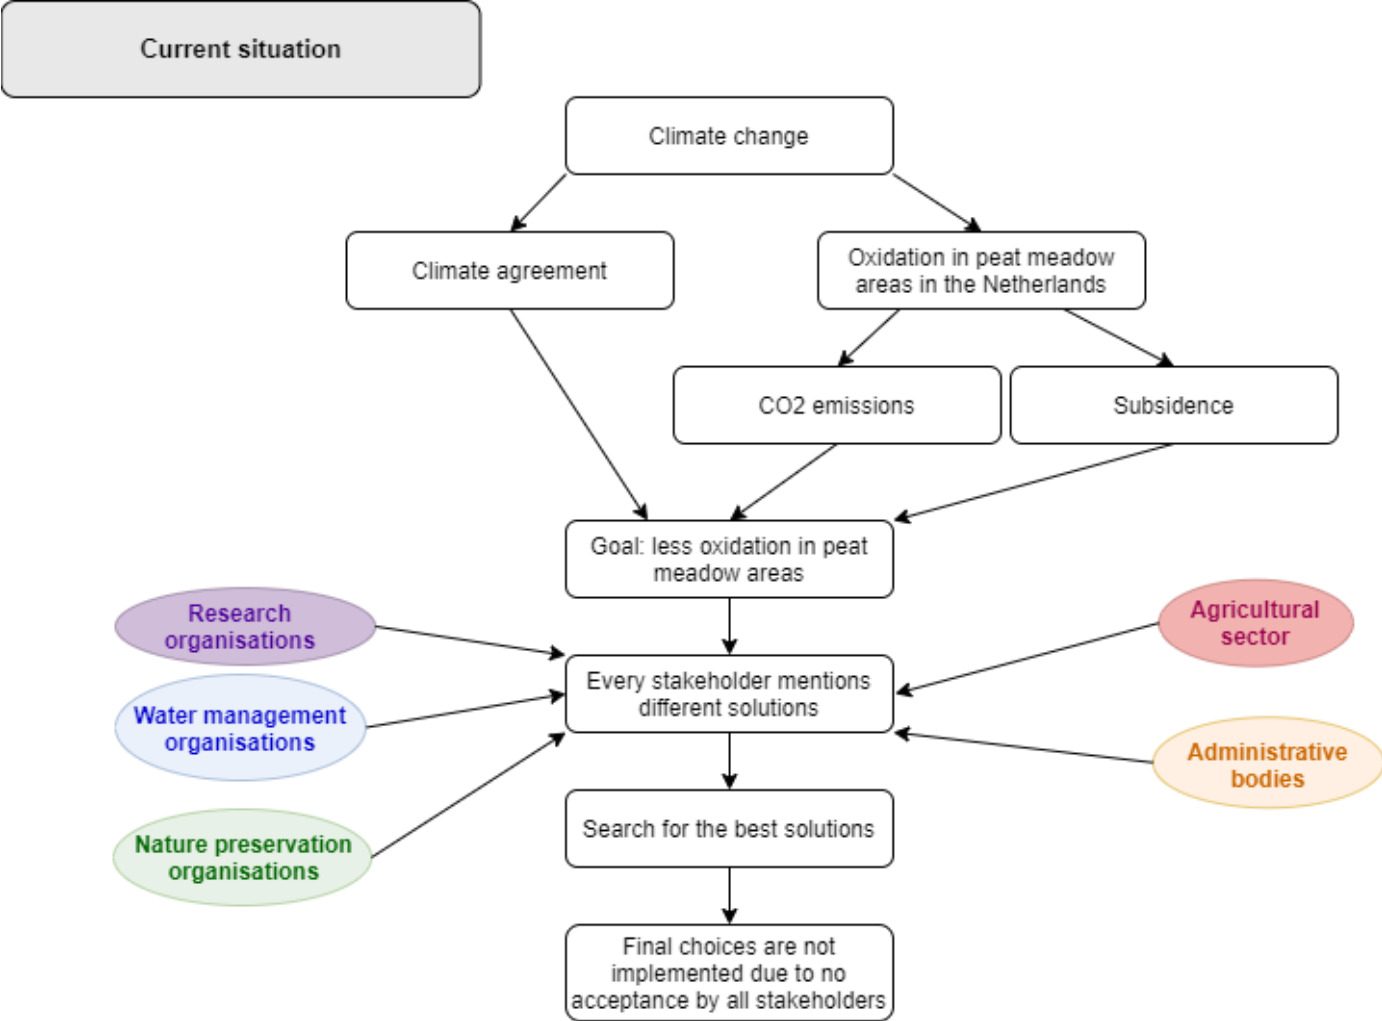 Current situation
Climate change
Climate agreement
Oxidation in peat meadow
areas in the Netherlands
CO2 emissions
Subsidence
Goal: less oxidation in peat
meadow areas
Research
organisations
Agricultural
sector
Every stakeholder mentions
different solutions
Water management
organisations
Administrative
bodies
Search for the best solutions
Nature preservation
organisations
Final choices are not
implemented due to no
acceptance by all stakeholders